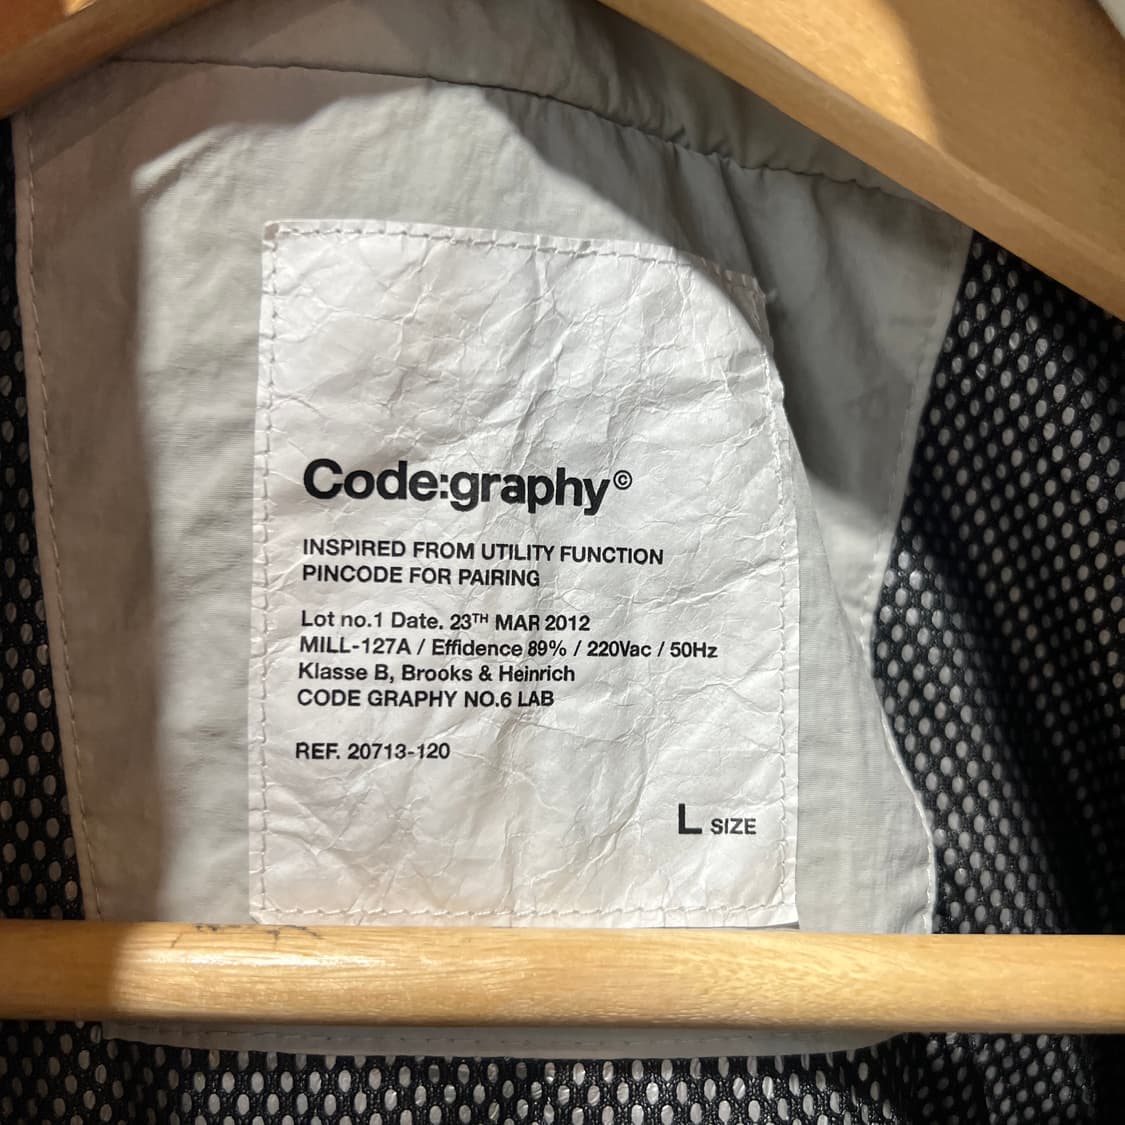 Code:graphy©
INSPIRED FROM UTILITY FUNCTION
PINCODE FOR PAIRING
Lot no.1 Date. 23TH MAR 2012
MILL-127A / Effidence 89% / 220Vac / 50Hz
Klasse B, Brooks & Heinrich
CODE GRAPHY NO.6 LAB
REF. 20713-120
L SIZE